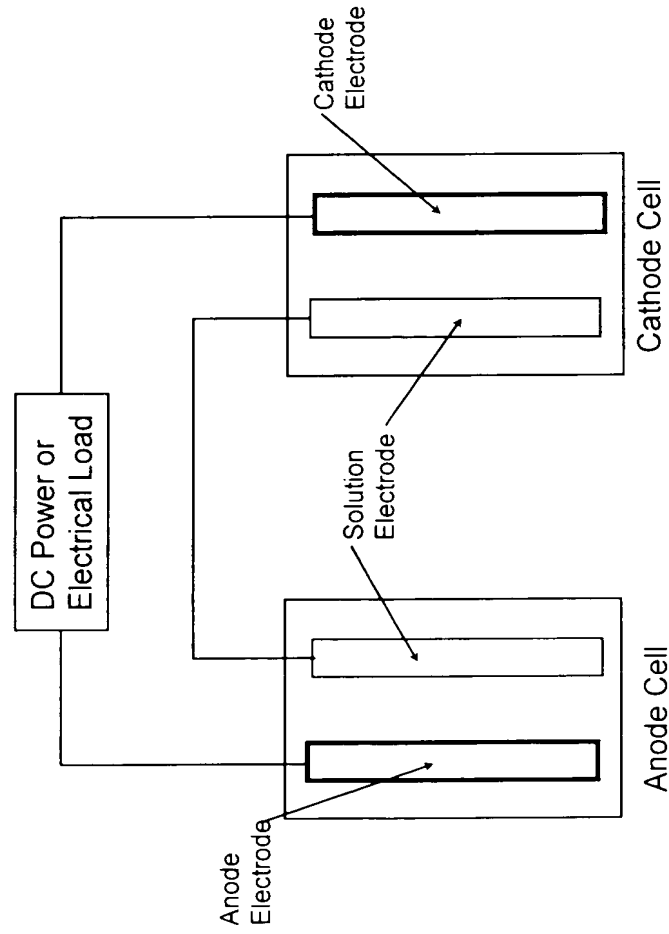 DC Power or
Electrical Load
Anode
Electrode
Solution
Electrode
Cathode
Electrode
Anode Cell
Cathode Cell